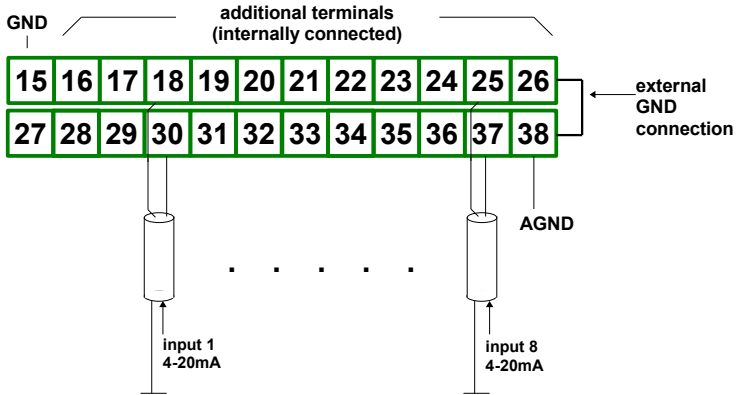 additional terminals
(internally connected)
GND
15 16 17 18 19 20 21 22 23 24 25 26
27 28 29 30 31 32 33 34 35 36 37 38
external
GND
connection
AGND
. . . . .
input 1
4-20mA
input 8
4-20mA